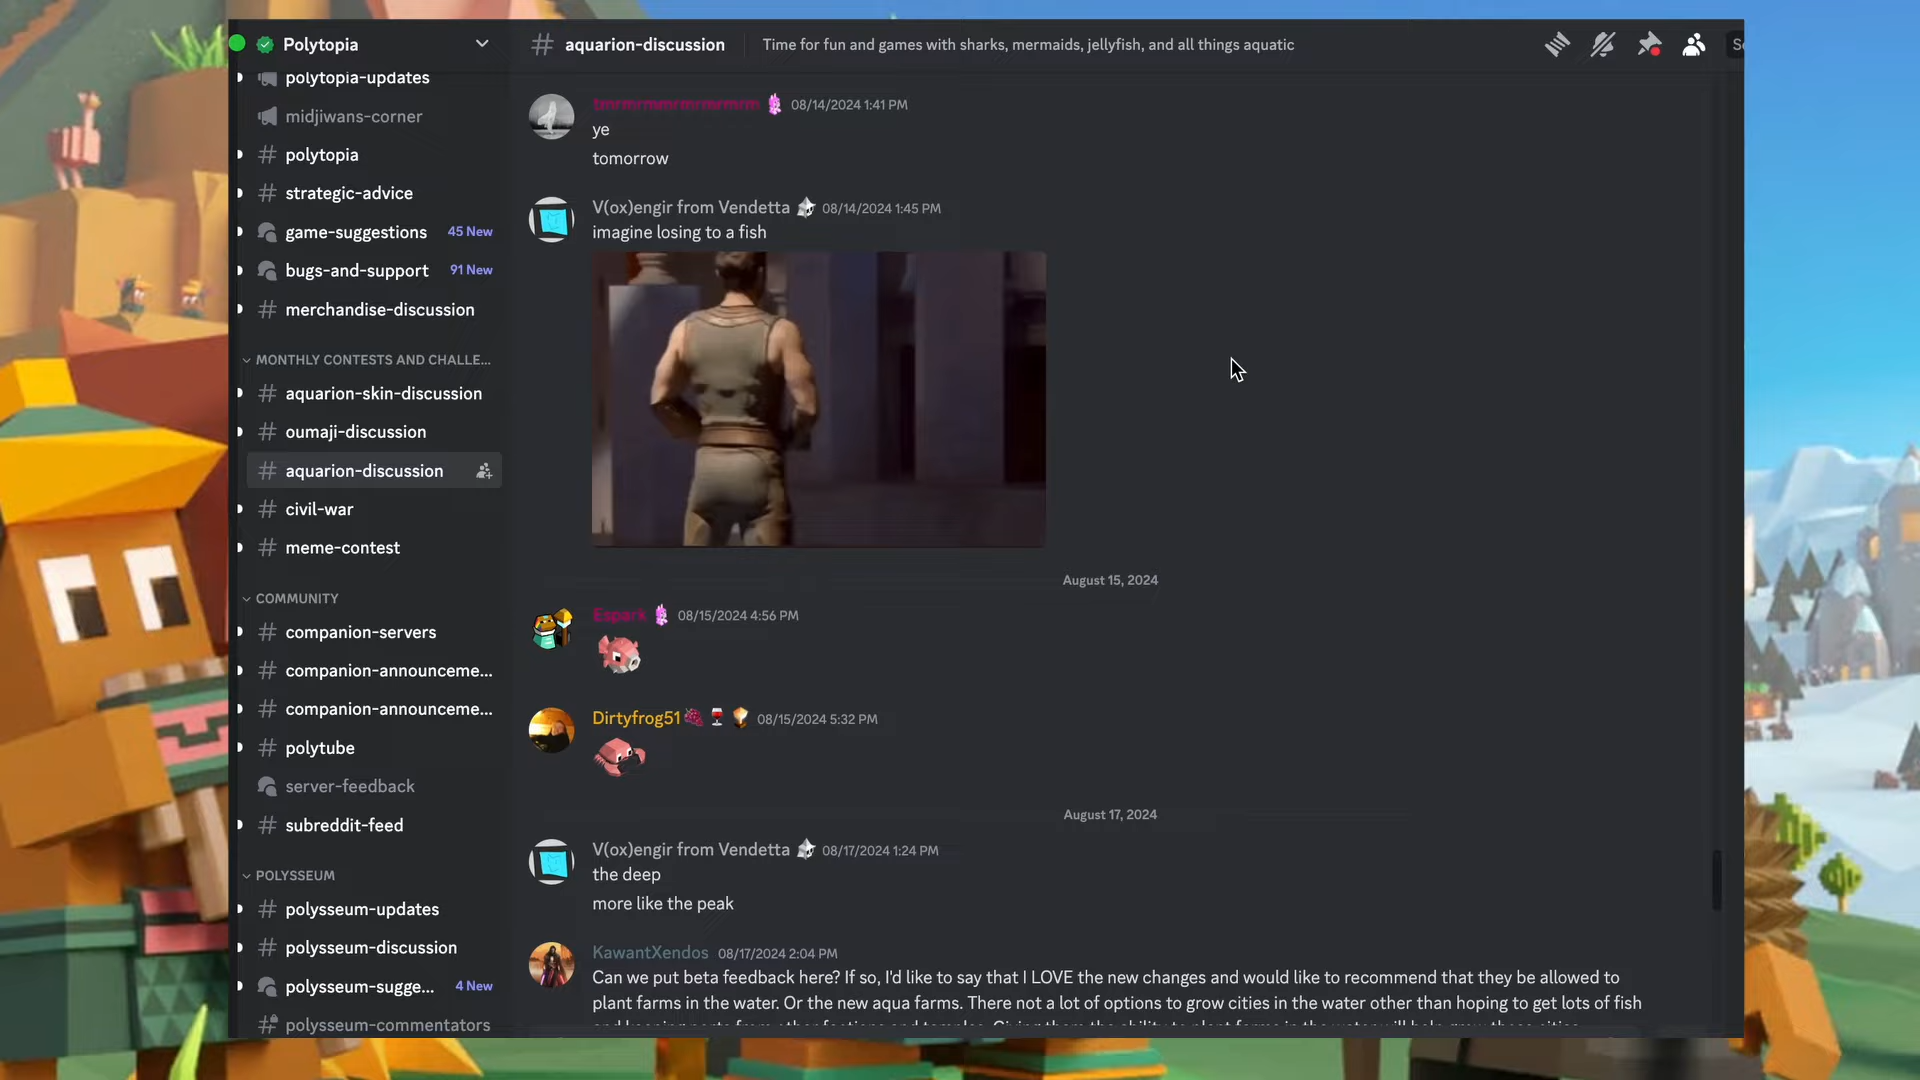 Polytopia
polytopia-updates
midjiwans-corner
polytopia
strategic-advice
game-suggestions 45 New
bugs-and-support 91 New
merchandise-discussion
MONTHLY CONTESTS AND CHALLE...
aquarion-skin-discussion
oumaji-discussion
aquarion-discussion
civil-war
meme-contest
COMMUNITY
companion-servers
companion-announceme...
companion-announceme...
polytube
server-feedback
subreddit-feed
POLYSSEUM
polysseum-updates
polysseum-discussion
polysseum-sugge... 4 New
polysseum-commentators
aquarion-discussion Time for fun and games with sharks, mermaids, jellyfish, and all things aquatic
08/14/2024 1:41 PM
ye
tomorrow
V(ox)engir from Vendetta 08/14/2024 1:45 PM
imagine losing to a fish
August 15, 2024
Espark 08/15/2024 4:56 PM
Dirtyfrog51 08/15/2024 5:32 PM
August 17, 2024
V(ox)engir from Vendetta 08/17/2024 1:24 PM
the deep
more like the peak
KawantXendos 08/17/2024 2:04 PM
Can we put beta feedback here? If so, I'd like to say that I LOVE the new changes and would like to recommend that they be allowed to
plant farms in the water. Or the new aqua farms. There not a lot of options to grow cities in the water other than hoping to get lots of fish